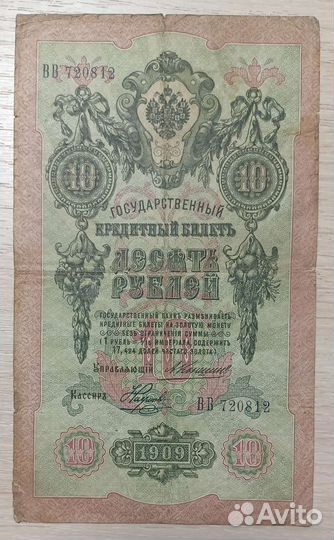 ВВ 720812
10 10
ГОСУДАРСТВЕННЫЙ
КРЕДИТНЫЙ БИЛЕТЪ
ДЕСЯТЬ
РУБЛЕЙ
ГОСУДАРСТВЕННЫЙ БАНКЪ РАЗМѢНИВАЕТЪ
КРЕДИТНЫЕ БИЛЕТЫ НА ЗОЛОТУЮ МОНЕТУ
БЕЗЪ ОГРАНИЧЕНІЯ СУММЫ
(1 РУБЛЬ = 1/15 ИМПЕРІАЛА, СОДЕРЖИТЪ
17,424 ДОЛЕЙ ЧИСТАГО ЗОЛОТА)
Управляющій
Кассиръ
ВВ 720812
10 1909 10
Avito